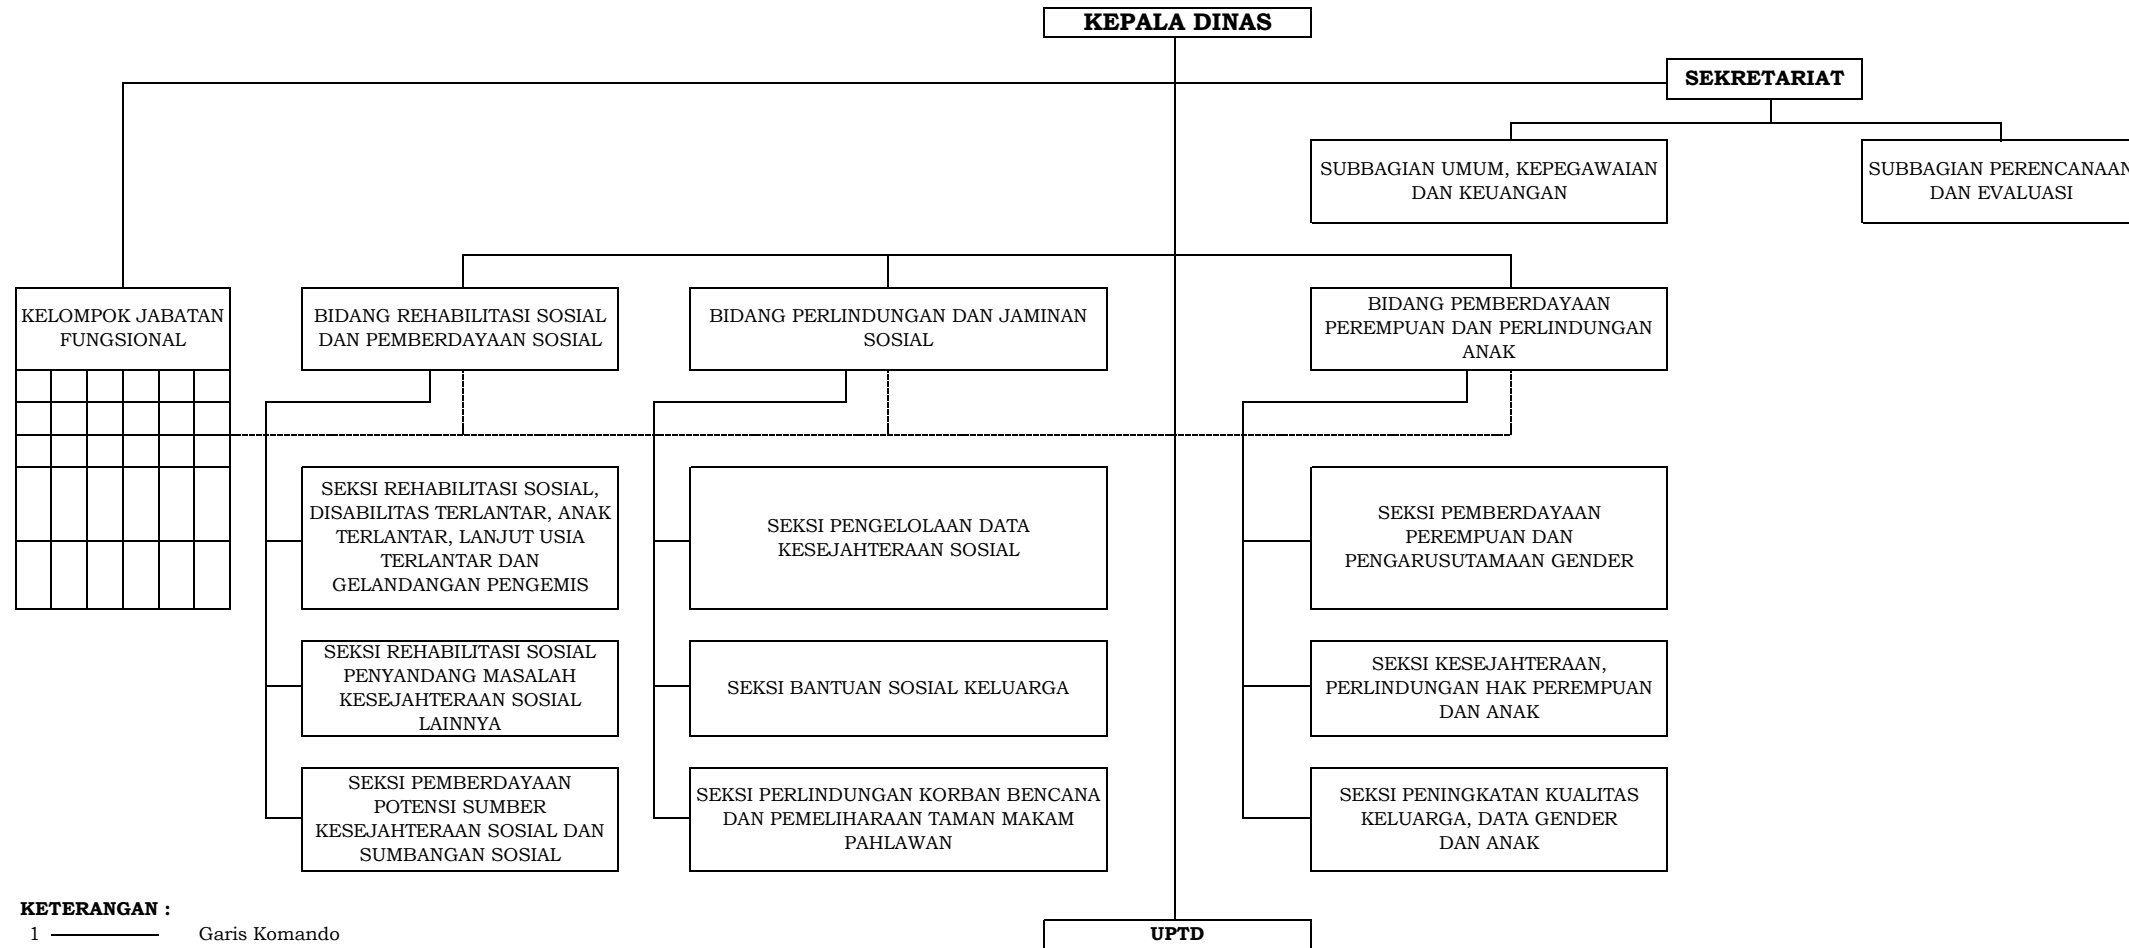 KEPALA DINAS
SEKRETARIAT
SUBBAGIAN UMUM, KEPEGAWAIAN
DAN KEUANGAN
SUBBAGIAN PERENCANAAN
DAN EVALUASI
KELOMPOK JABATAN
FUNGSIONAL
BIDANG REHABILITASI SOSIAL
DAN PEMBERDAYAAN SOSIAL
BIDANG PERLINDUNGAN DAN JAMINAN
SOSIAL
BIDANG PEMBERDAYAAN
PEREMPUAN DAN PERLINDUNGAN
ANAK
SEKSI REHABILITASI SOSIAL,
DISABILITAS TERLANTAR, ANAK
TERLANTAR, LANJUT USIA
TERLANTAR DAN
GELANDANGAN PENGEMIS
SEKSI PENGELOLAAN DATA
KESEJAHTERAAN SOSIAL
SEKSI PEMBERDAYAAN
PEREMPUAN DAN
PENGARUSUTAMAAN GENDER
SEKSI REHABILITASI SOSIAL
PENYANDANG MASALAH
KESEJAHTERAAN SOSIAL
LAINNYA
SEKSI BANTUAN SOSIAL KELUARGA
SEKSI KESEJAHTERAAN,
PERLINDUNGAN HAK PEREMPUAN
DAN ANAK
SEKSI PEMBERDAYAAN
POTENSI SUMBER
KESEJAHTERAAN SOSIAL DAN
SUMBANGAN SOSIAL
SEKSI PERLINDUNGAN KORBAN BENCANA
DAN PEMELIHARAAN TAMAN MAKAM
PAHLAWAN
SEKSI PENINGKATAN KUALITAS
KELUARGA, DATA GENDER
DAN ANAK
KETERANGAN :
1 Garis Komando
UPTD